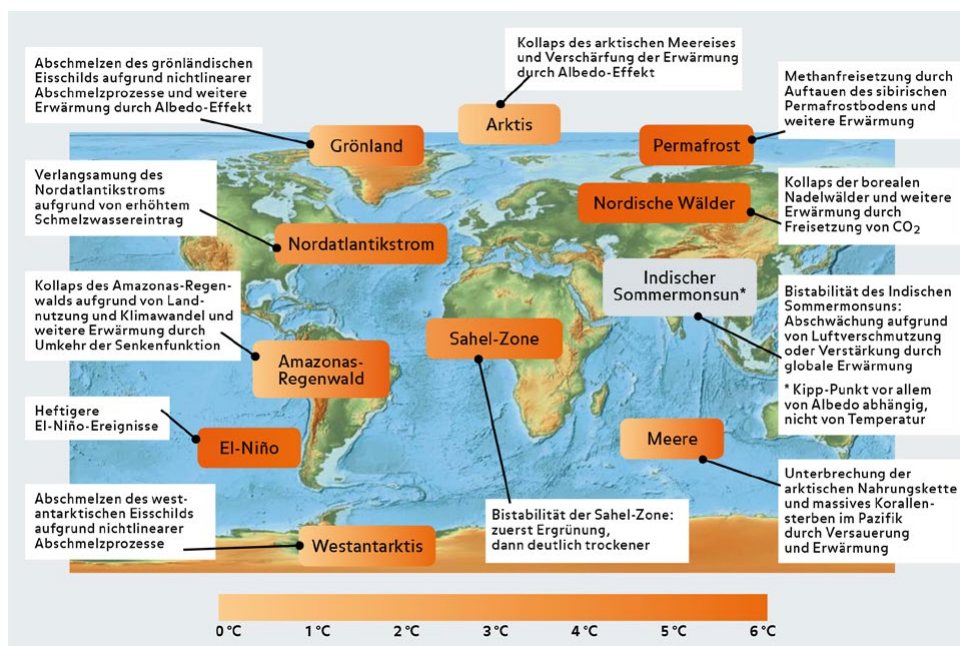 Abschmelzen des grönländischen
Eisschilds aufgrund nichtlinearer
Abschmelzprozesse und weitere
Erwärmung durch Albedo-Effekt
Grönland
Kollaps des arktischen Meereises
und Verschärfung der Erwärmung
durch Albedo-Effekt
Arktis
Methanfreisetzung durch
Auftauen des sibirischen
Permafrostbodens und
weitere Erwärmung
Permafrost
Verlangsamung des
Nordatlantikstroms
aufgrund von erhöhtem
Schmelzwassereintrag
Nordatlantikstrom
Nordische Wälder
Kollaps der borealen
Nadelwälder und weitere
Erwärmung durch
Freisetzung von CO₂
Indischer
Sommermonsun*
Bistabilität des Indischen
Sommermonsuns:
Abschwächung aufgrund
von Luftverschmutzung
oder Verstärkung durch
globale Erwärmung
* Kipp-Punkt vor allem
von Albedo abhängig,
nicht von Temperatur
Kollaps des Amazonas-Regen-
walds aufgrund von Land-
nutzung und Klimawandel und
weitere Erwärmung durch
Umkehr der Senkenfunktion
Amazonas-
Regenwald
Sahel-Zone
Heftigere
El-Niño-Ereignisse
El-Niño
Meere
Abschmelzen des west-
antarktischen Eisschilds
aufgrund nichtlinearer
Abschmelzprozesse
Westantarktis
Bistabilität der Sahel-Zone:
zuerst Ergrünung,
dann deutlich trockener
Unterbrechung der
arktischen Nahrungskette
und massives Korallen-
sterben im Pazifik
durch Versauerung
und Erwärmung
0 °C 1 °C 2 °C 3 °C 4 °C 5 °C 6 °C